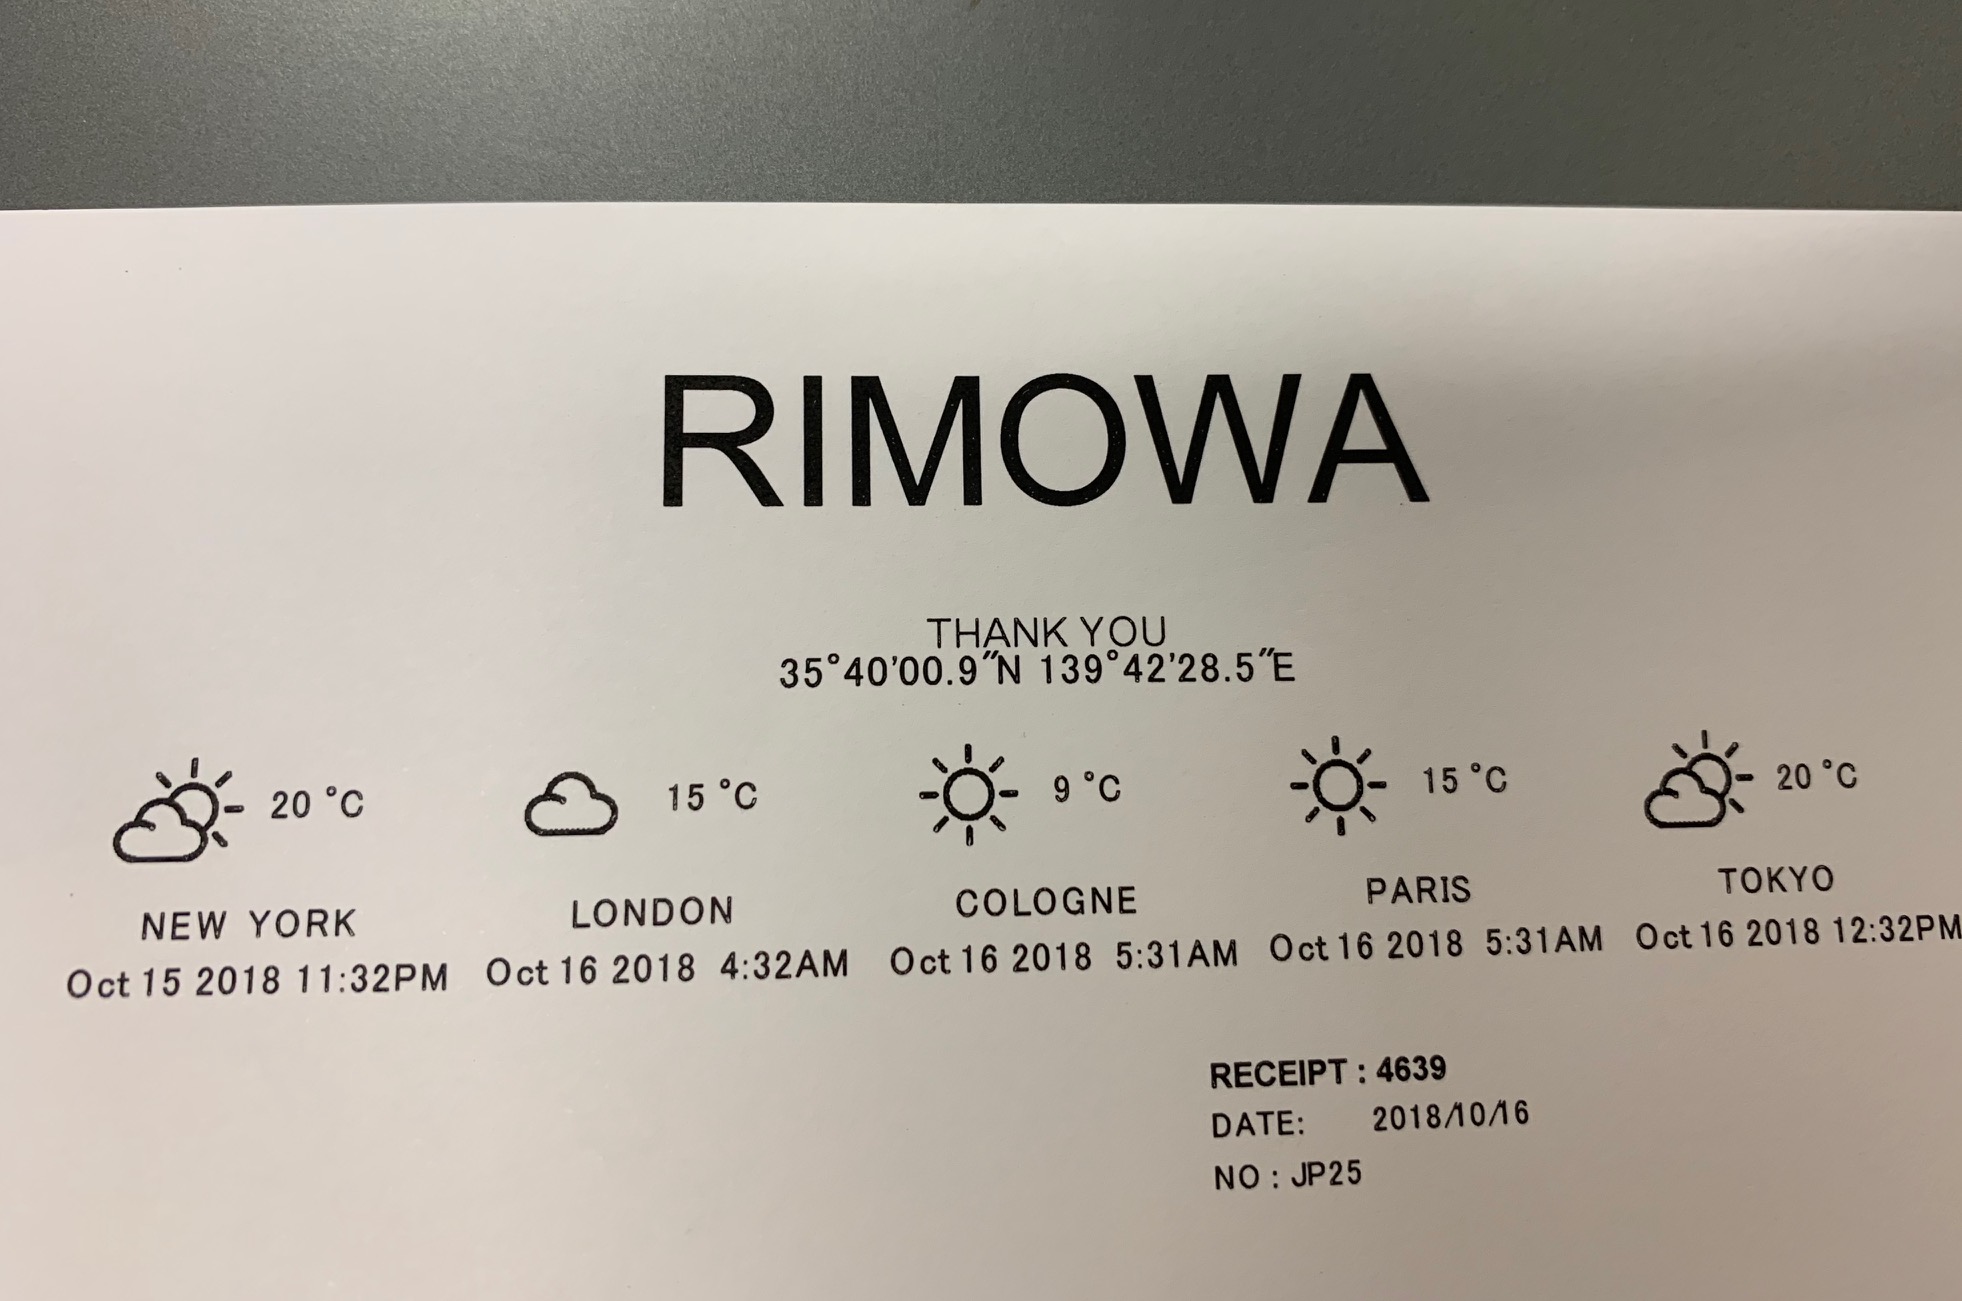 RIMOWA
THANK YOU
35°40'00.9"N 139°42'28.5"E
20 °C 15 °C 9 °C 15 °C 20 °C
NEW YORK LONDON COLOGNE PARIS TOKYO
Oct 15 2018 11:32PM Oct 16 2018 4:32AM Oct 16 2018 5:31AM Oct 16 2018 5:31AM Oct 16 2018 12:32PM
RECEIPT : 4639
DATE: 2018/10/16
NO : JP25